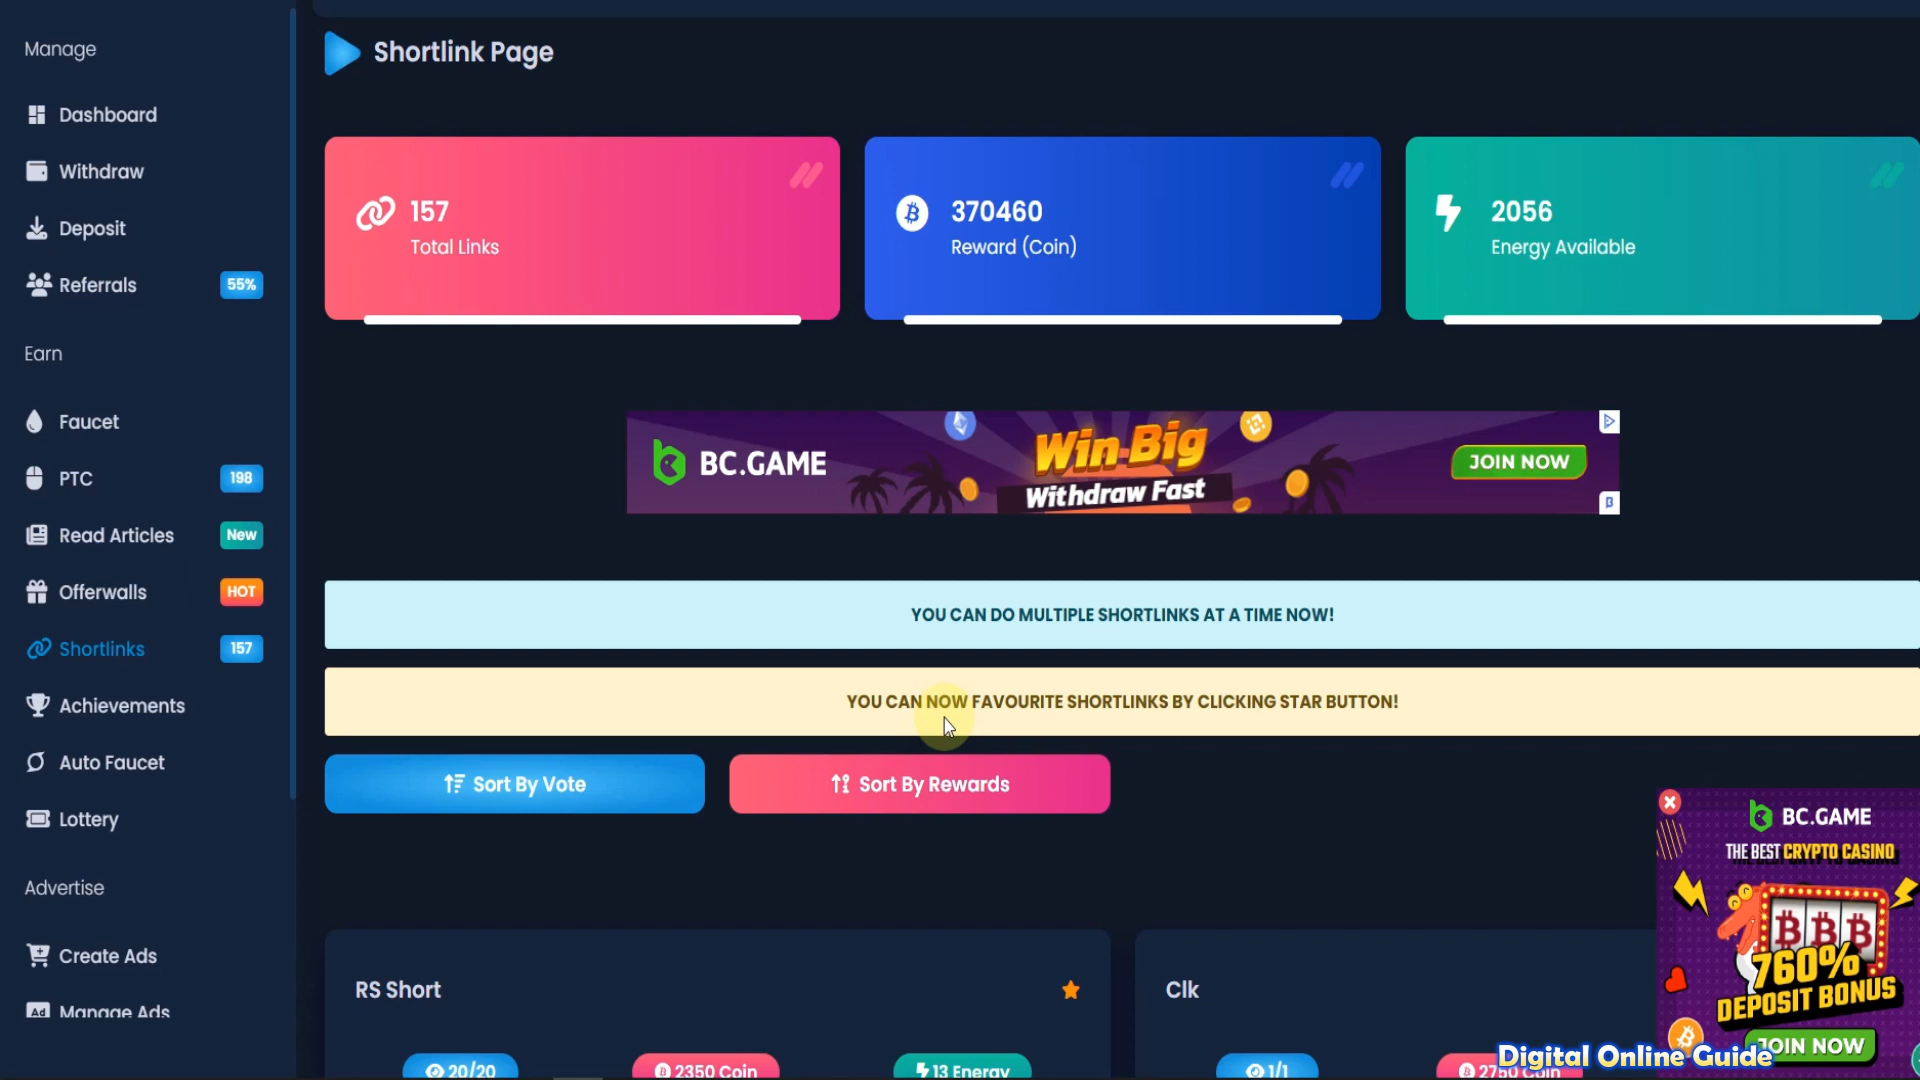 Manage
Dashboard
Withdraw
Deposit
Referrals 55%
Earn
Faucet
PTC 198
Read Articles New
Offerwalls HOT
Shortlinks 157
Achievements
Auto Faucet
Lottery
Advertise
Create Ads
Manage Ads
Shortlink Page
157
Total Links
370460
Reward (Coin)
2056
Energy Available
BC.GAME
Win-Big
Withdraw Fast
JOIN NOW
YOU CAN DO MULTIPLE SHORTLINKS AT A TIME NOW!
YOU CAN NOW FAVOURITE SHORTLINKS BY CLICKING STAR BUTTON!
Sort By Vote
Sort By Rewards
RS Short
20/20
2350 Coin
13 Energy
Clk
1/1
2750 Coin
BC.GAME
THE BEST CRYPTO CASINO
760%
DEPOSIT BONUS
JOIN NOW
Digital Online Guide